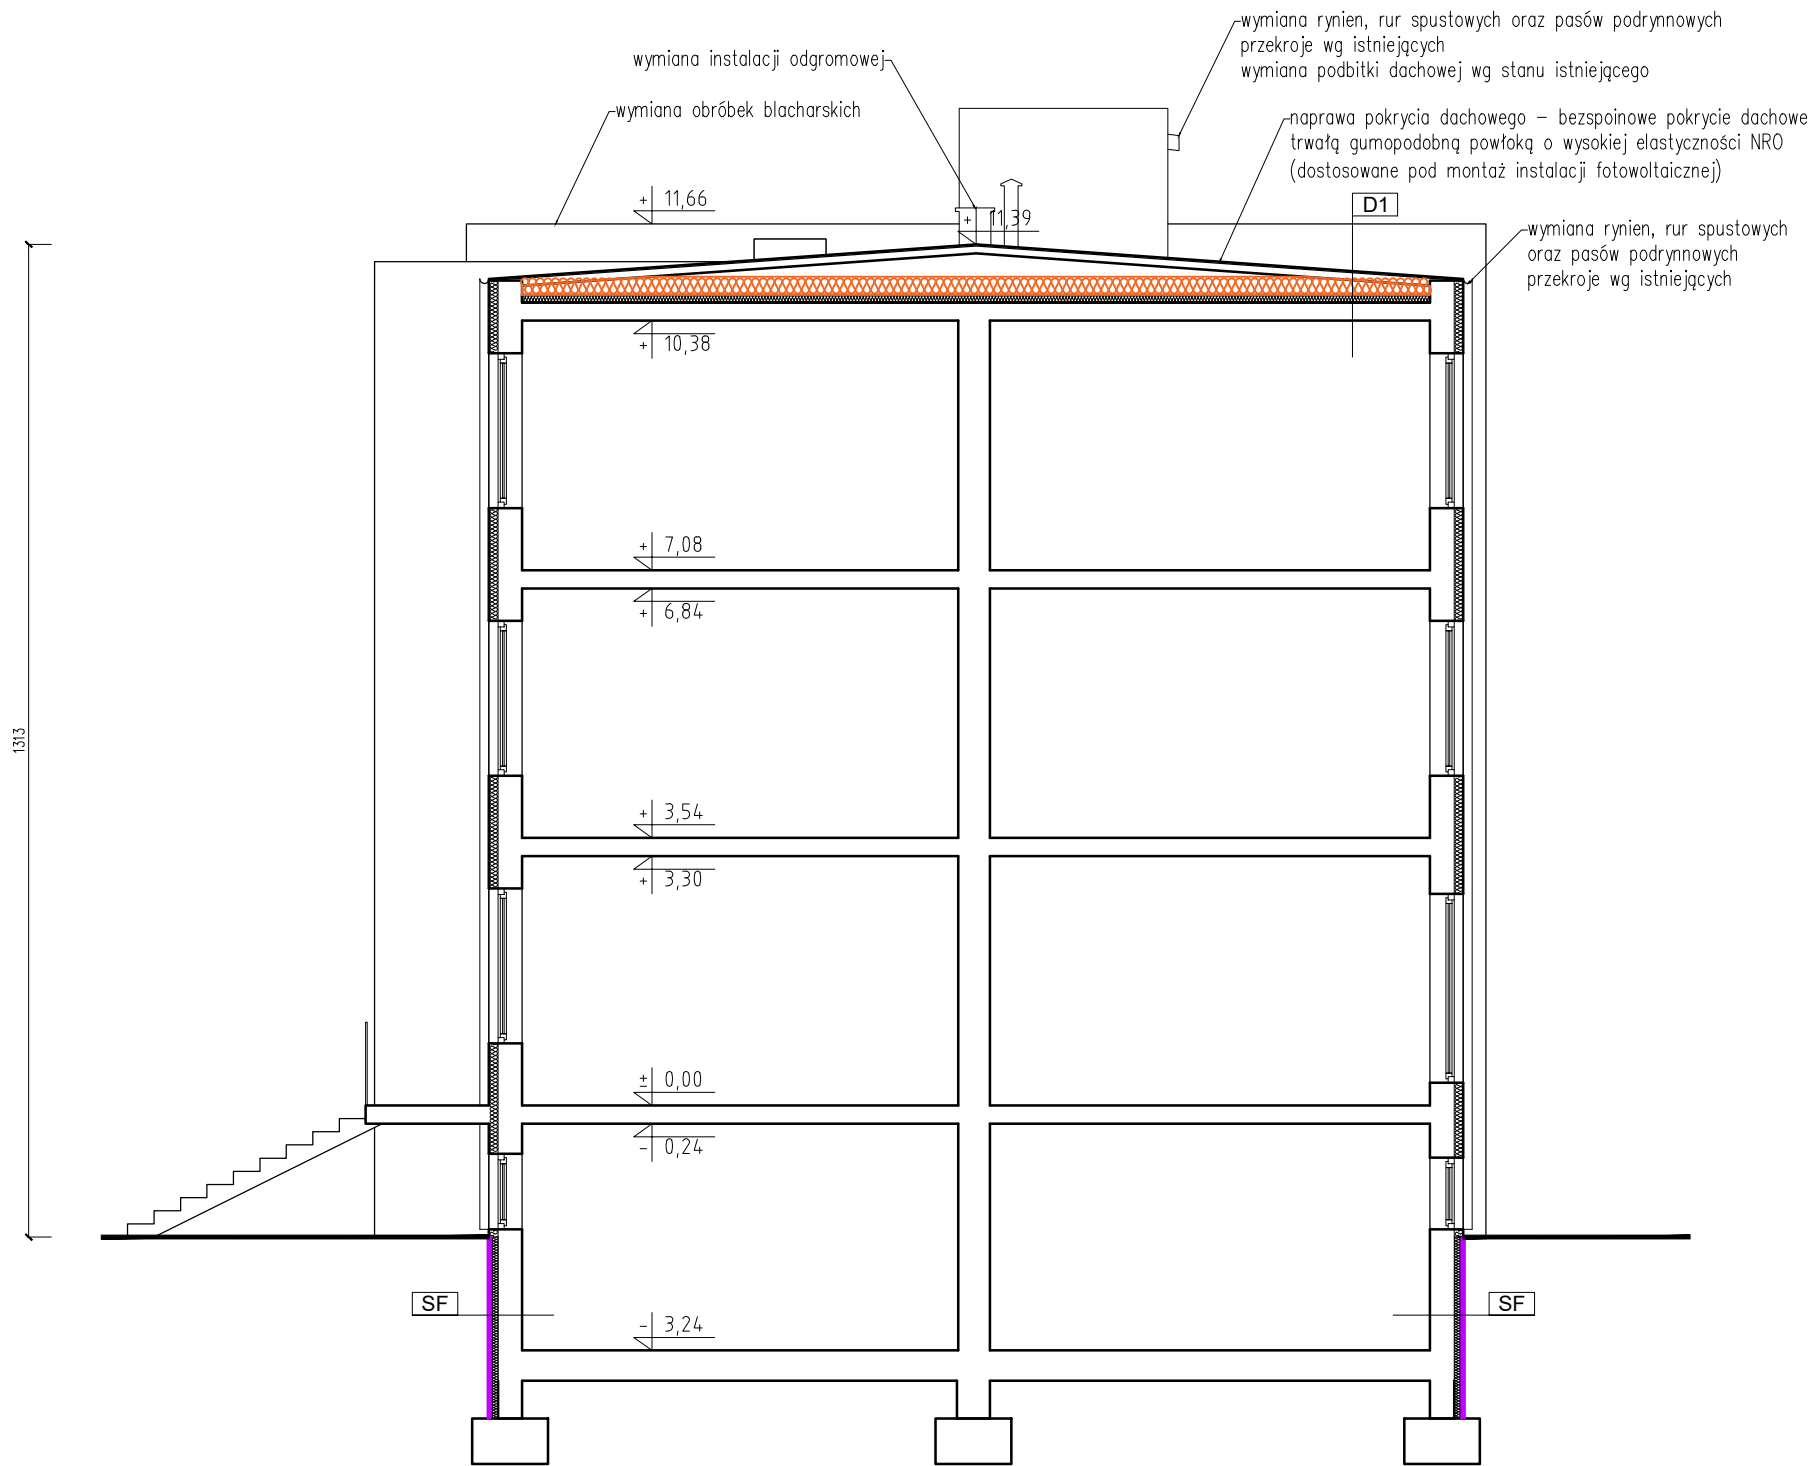 wymiana rynien, rur spustowych oraz pasów podrynnowych
przekroje wg istniejących
wymiana podbitki dachowej wg stanu istniejącego
wymiana instalacji odgromowej
wymiana obróbek blacharskich
naprawa pokrycia dachowego – bezspoinowe pokrycie dachowe
trwałą gumopodobną powłoką o wysokiej elastyczności NRO
(dostosowane pod montaż instalacji fotowoltaicznej)
+ 11,66
D1
+ 11,39
wymiana rynien, rur spustowych
oraz pasów podrynnowych
przekroje wg istniejących
+ 10,38
+ 7,08
+ 6,84
1313
+ 3,54
+ 3,30
± 0,00
- 0,24
SF
SF
- 3,24